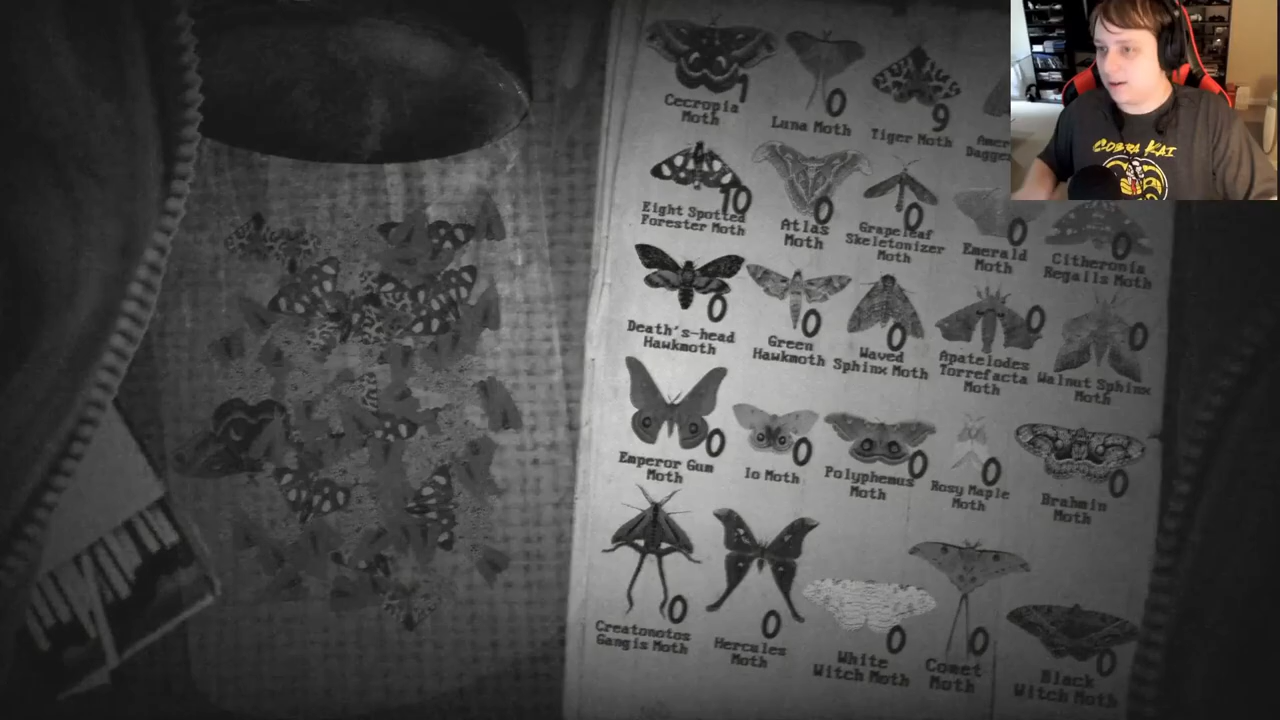 1
Cecropia
Moth
0
Luna Moth
9
Tiger Moth
10
Eight Spotted
Forester Moth
0
Atlas
Moth
0
Grapeleaf
Skeletonizer
Moth
0
Emerald
Moth
0
Citheronia
Regalis Moth
0
Death's-head
Hawkmoth
0
Green
Hawkmoth
0
Waved
Sphinx Moth
0
Apatelodes
Torrefacta
Moth
0
Walnut Sphinx
Moth
0
Emperor Gum
Moth
0
Io Moth
0
Polyphemus
Moth
0
Rosy Maple
Moth
0
Brahmin
Moth
0
Creatonotos
Gangis Moth
0
Hercules
Moth
0
White
Witch Moth
0
Comet
Moth
0
Black
Witch Moth
COBRA KAI